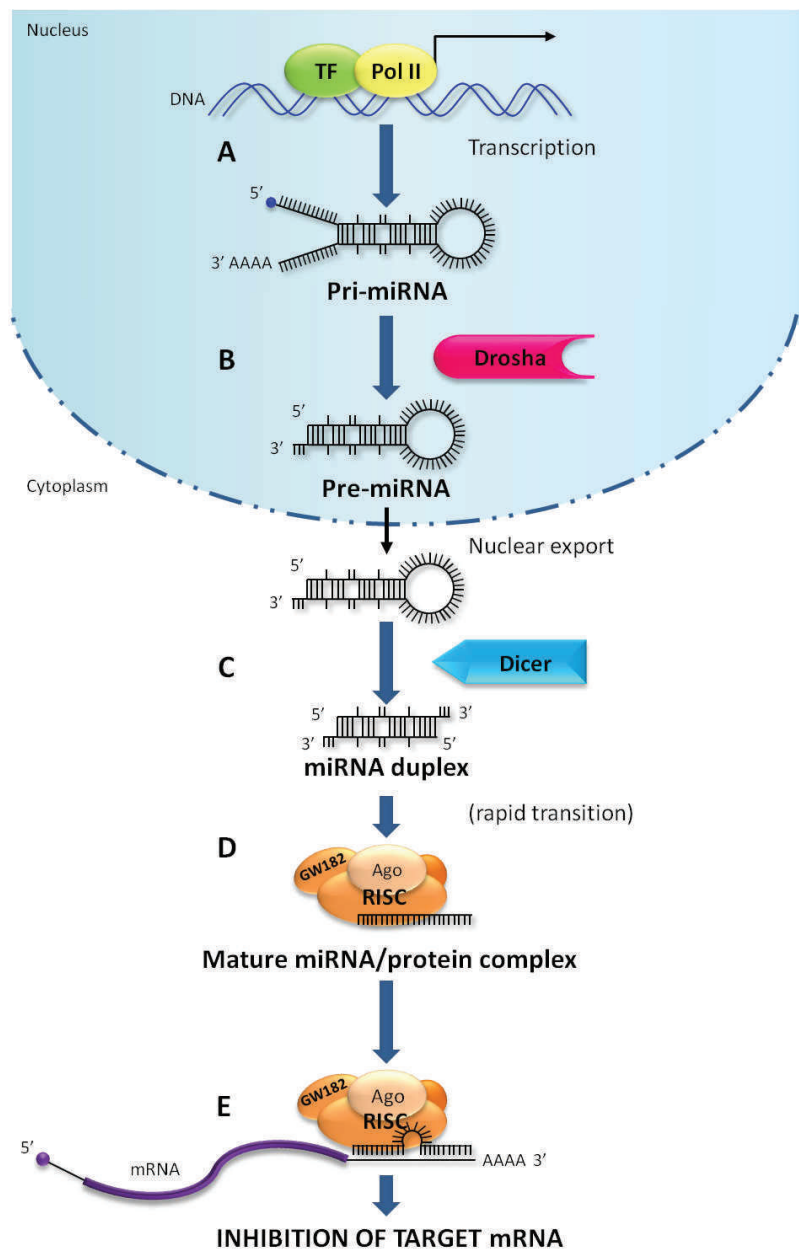 Nucleus
TF
Pol II
DNA
A
Transcription
5′
3′ AAAA
Pri-miRNA
B
Drosha
5′
3′
Cytoplasm
Pre-miRNA
Nuclear export
5′
3′
C
Dicer
5′ 3′
3′ 5′
miRNA duplex
(rapid transition)
D
GW182
Ago
RISC
Mature miRNA/protein complex
E
GW182
Ago
RISC
5′
mRNA
AAAA 3′
INHIBITION OF TARGET mRNA